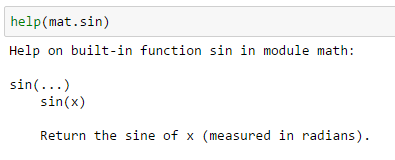 help(mat.sin)
Help on built-in function sin in module math:
sin(...)
sin(x)
Return the sine of x (measured in radians).